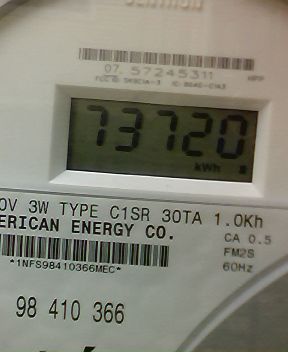 07. 57245311
73720
kWh
0V 3W TYPE C1SR 30TA 1.0Kh
ERICAN ENERGY CO. CA 0.5
FM2S
*1NFS98410366MEC* 60Hz
98 410 366